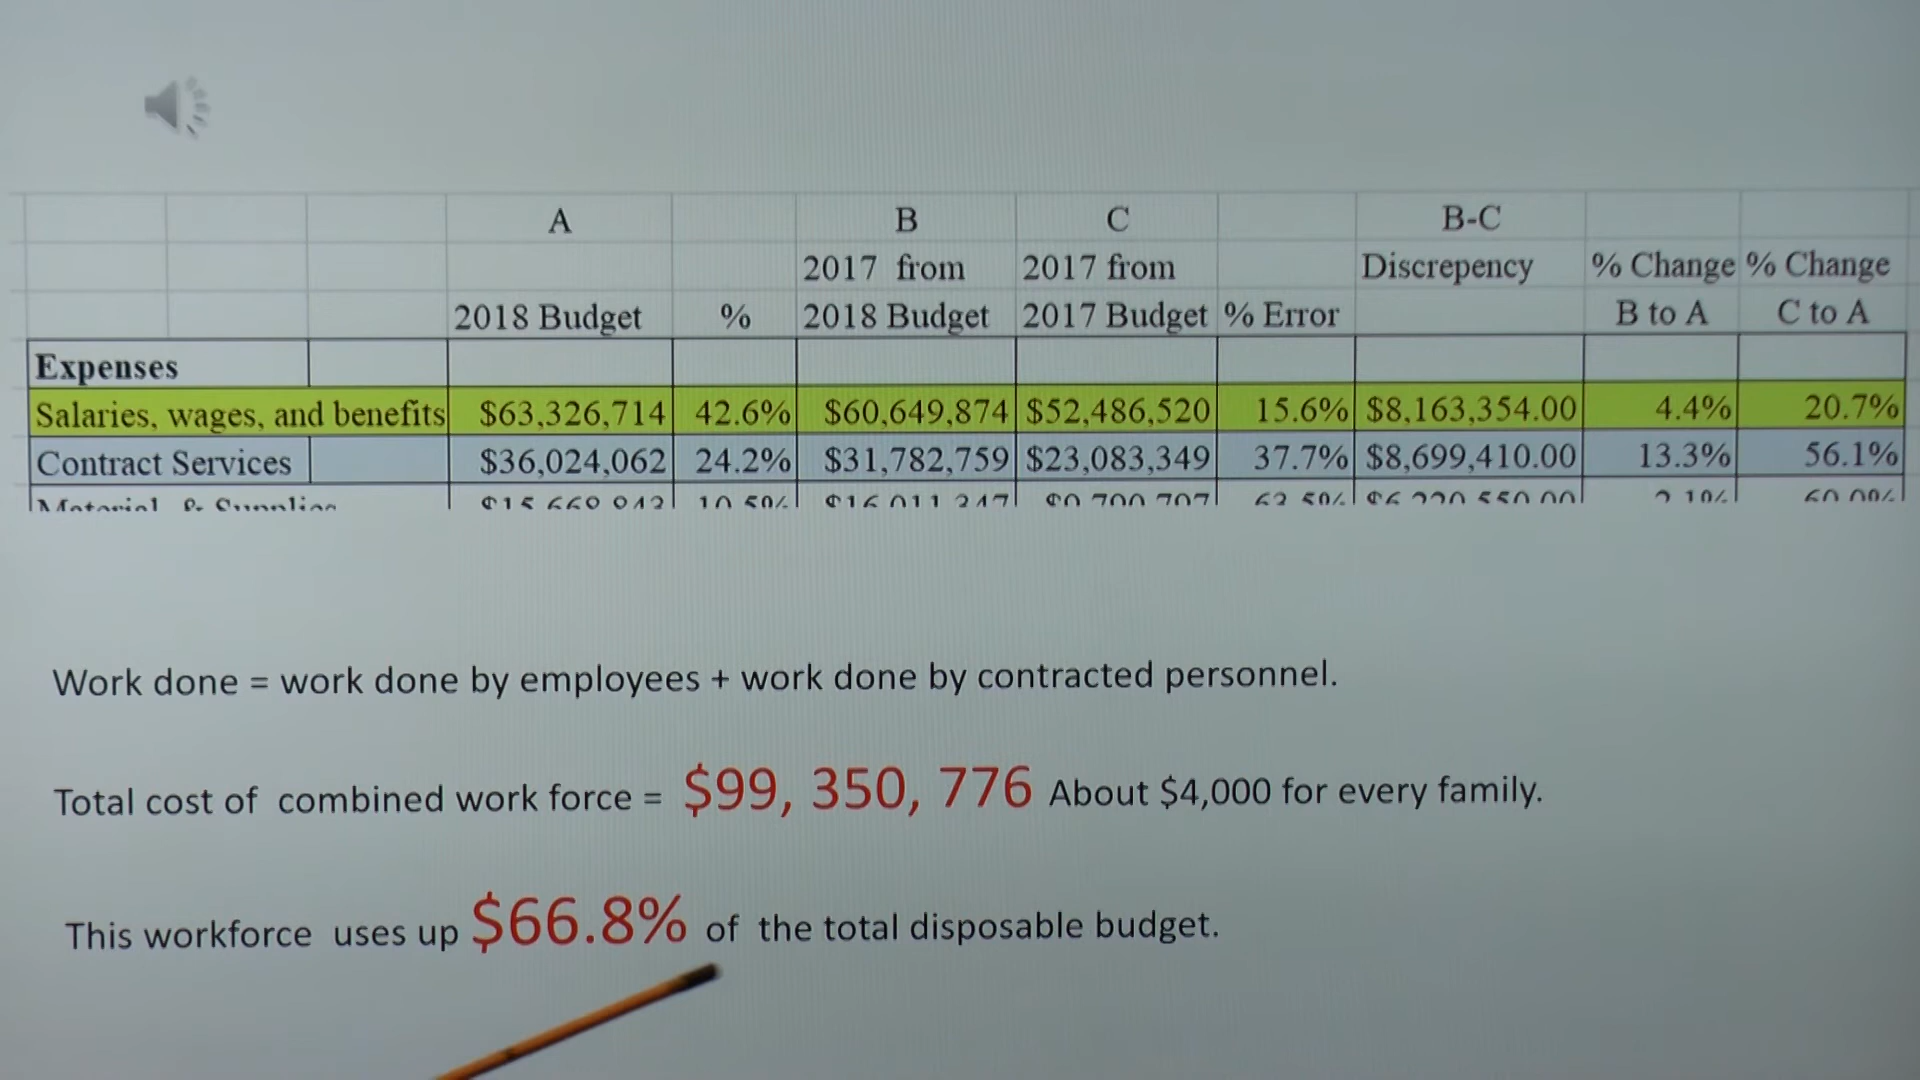 A B C B-C
2017 from 2017 from Discrepency % Change % Change
2018 Budget % 2018 Budget 2017 Budget % Error B to A C to A
Expenses
Salaries, wages, and benefits $63,326,714 42.6% $60,649,874 $52,486,520 15.6% $8,163,354.00 4.4% 20.7%
Contract Services $36,024,062 24.2% $31,782,759 $23,083,349 37.7% $8,699,410.00 13.3% 56.1%
Material & Supplies
Work done = work done by employees + work done by contracted personnel.
Total cost of combined work force = $99, 350, 776 About $4,000 for every family.
This workforce uses up $66.8% of the total disposable budget.